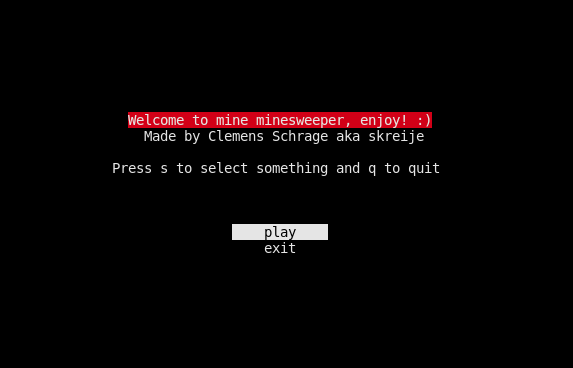 Welcome to mine minesweeper, enjoy! :)
Made by Clemens Schrage aka skreije
Press s to select something and q to quit
play
exit